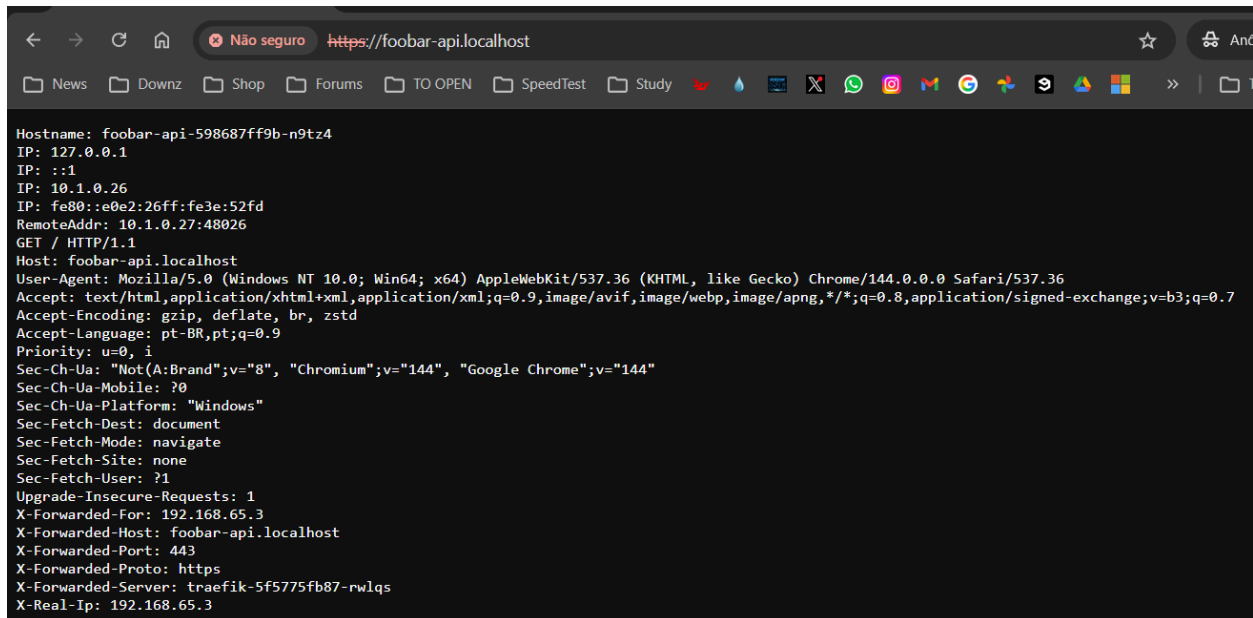 Não seguro https://foobar-api.localhost
News Downz Shop Forums TO OPEN SpeedTest Study »
Hostname: foobar-api-598687ff9b-n9tz4
IP: 127.0.0.1
IP: ::1
IP: 10.1.0.26
IP: fe80::e0e2:26ff:fe3e:52fd
RemoteAddr: 10.1.0.27:48026
GET / HTTP/1.1
Host: foobar-api.localhost
User-Agent: Mozilla/5.0 (Windows NT 10.0; Win64; x64) AppleWebKit/537.36 (KHTML, like Gecko) Chrome/144.0.0.0 Safari/537.36
Accept: text/html,application/xhtml+xml,application/xml;q=0.9,image/avif,image/webp,image/apng,*/*;q=0.8,application/signed-exchange;v=b3;q=0.7
Accept-Encoding: gzip, deflate, br, zstd
Accept-Language: pt-BR,pt;q=0.9
Priority: u=0, i
Sec-Ch-Ua: "Not(A:Brand";v="8", "Chromium";v="144", "Google Chrome";v="144"
Sec-Ch-Ua-Mobile: ?0
Sec-Ch-Ua-Platform: "Windows"
Sec-Fetch-Dest: document
Sec-Fetch-Mode: navigate
Sec-Fetch-Site: none
Sec-Fetch-User: ?1
Upgrade-Insecure-Requests: 1
X-Forwarded-For: 192.168.65.3
X-Forwarded-Host: foobar-api.localhost
X-Forwarded-Port: 443
X-Forwarded-Proto: https
X-Forwarded-Server: traefik-5f5775fb87-rwlqs
X-Real-Ip: 192.168.65.3